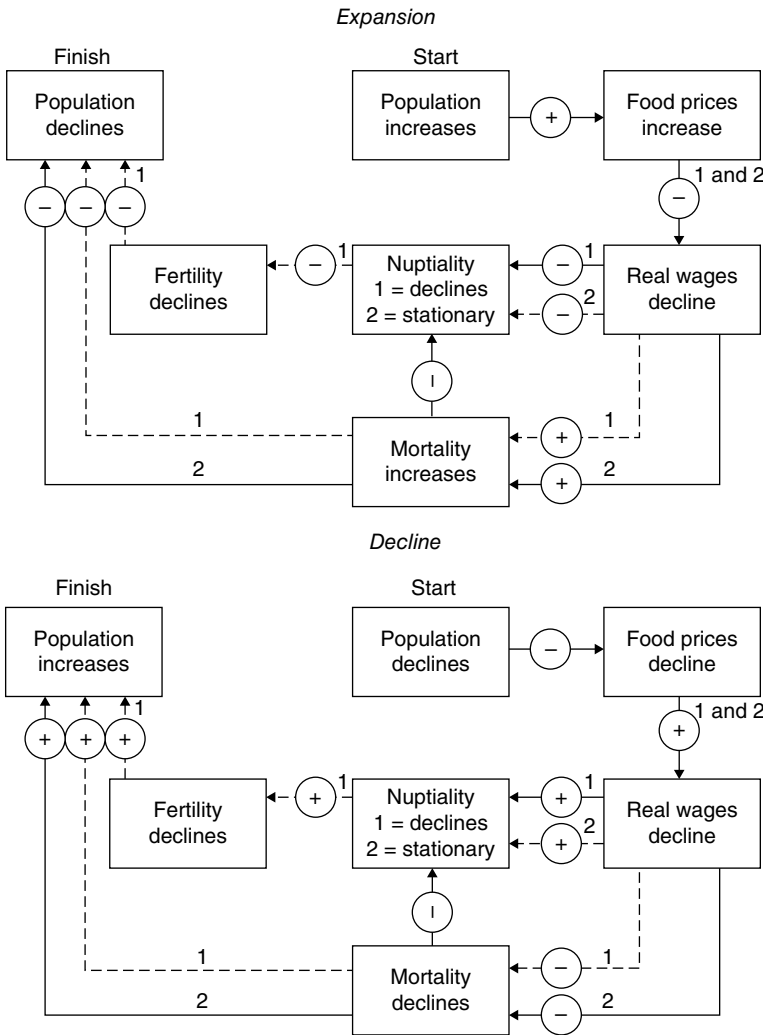 Expansion
Finish
Start
Population
declines
Population
increases
+
Food prices
increase
1
1 and 2
−
−
−
−
Fertility
declines
−
1
Nuptiality
1 = declines
2 = stationary
−
1
−
2
Real wages
decline
I
1
Mortality
increases
+
1
2
+
2
Decline
Finish
Start
Population
increases
Population
declines
−
Food prices
decline
1
1 and 2
+
+
+
+
Fertility
declines
+
1
Nuptiality
1 = declines
2 = stationary
+
1
+
2
Real wages
decline
I
1
Mortality
declines
−
1
2
−
2